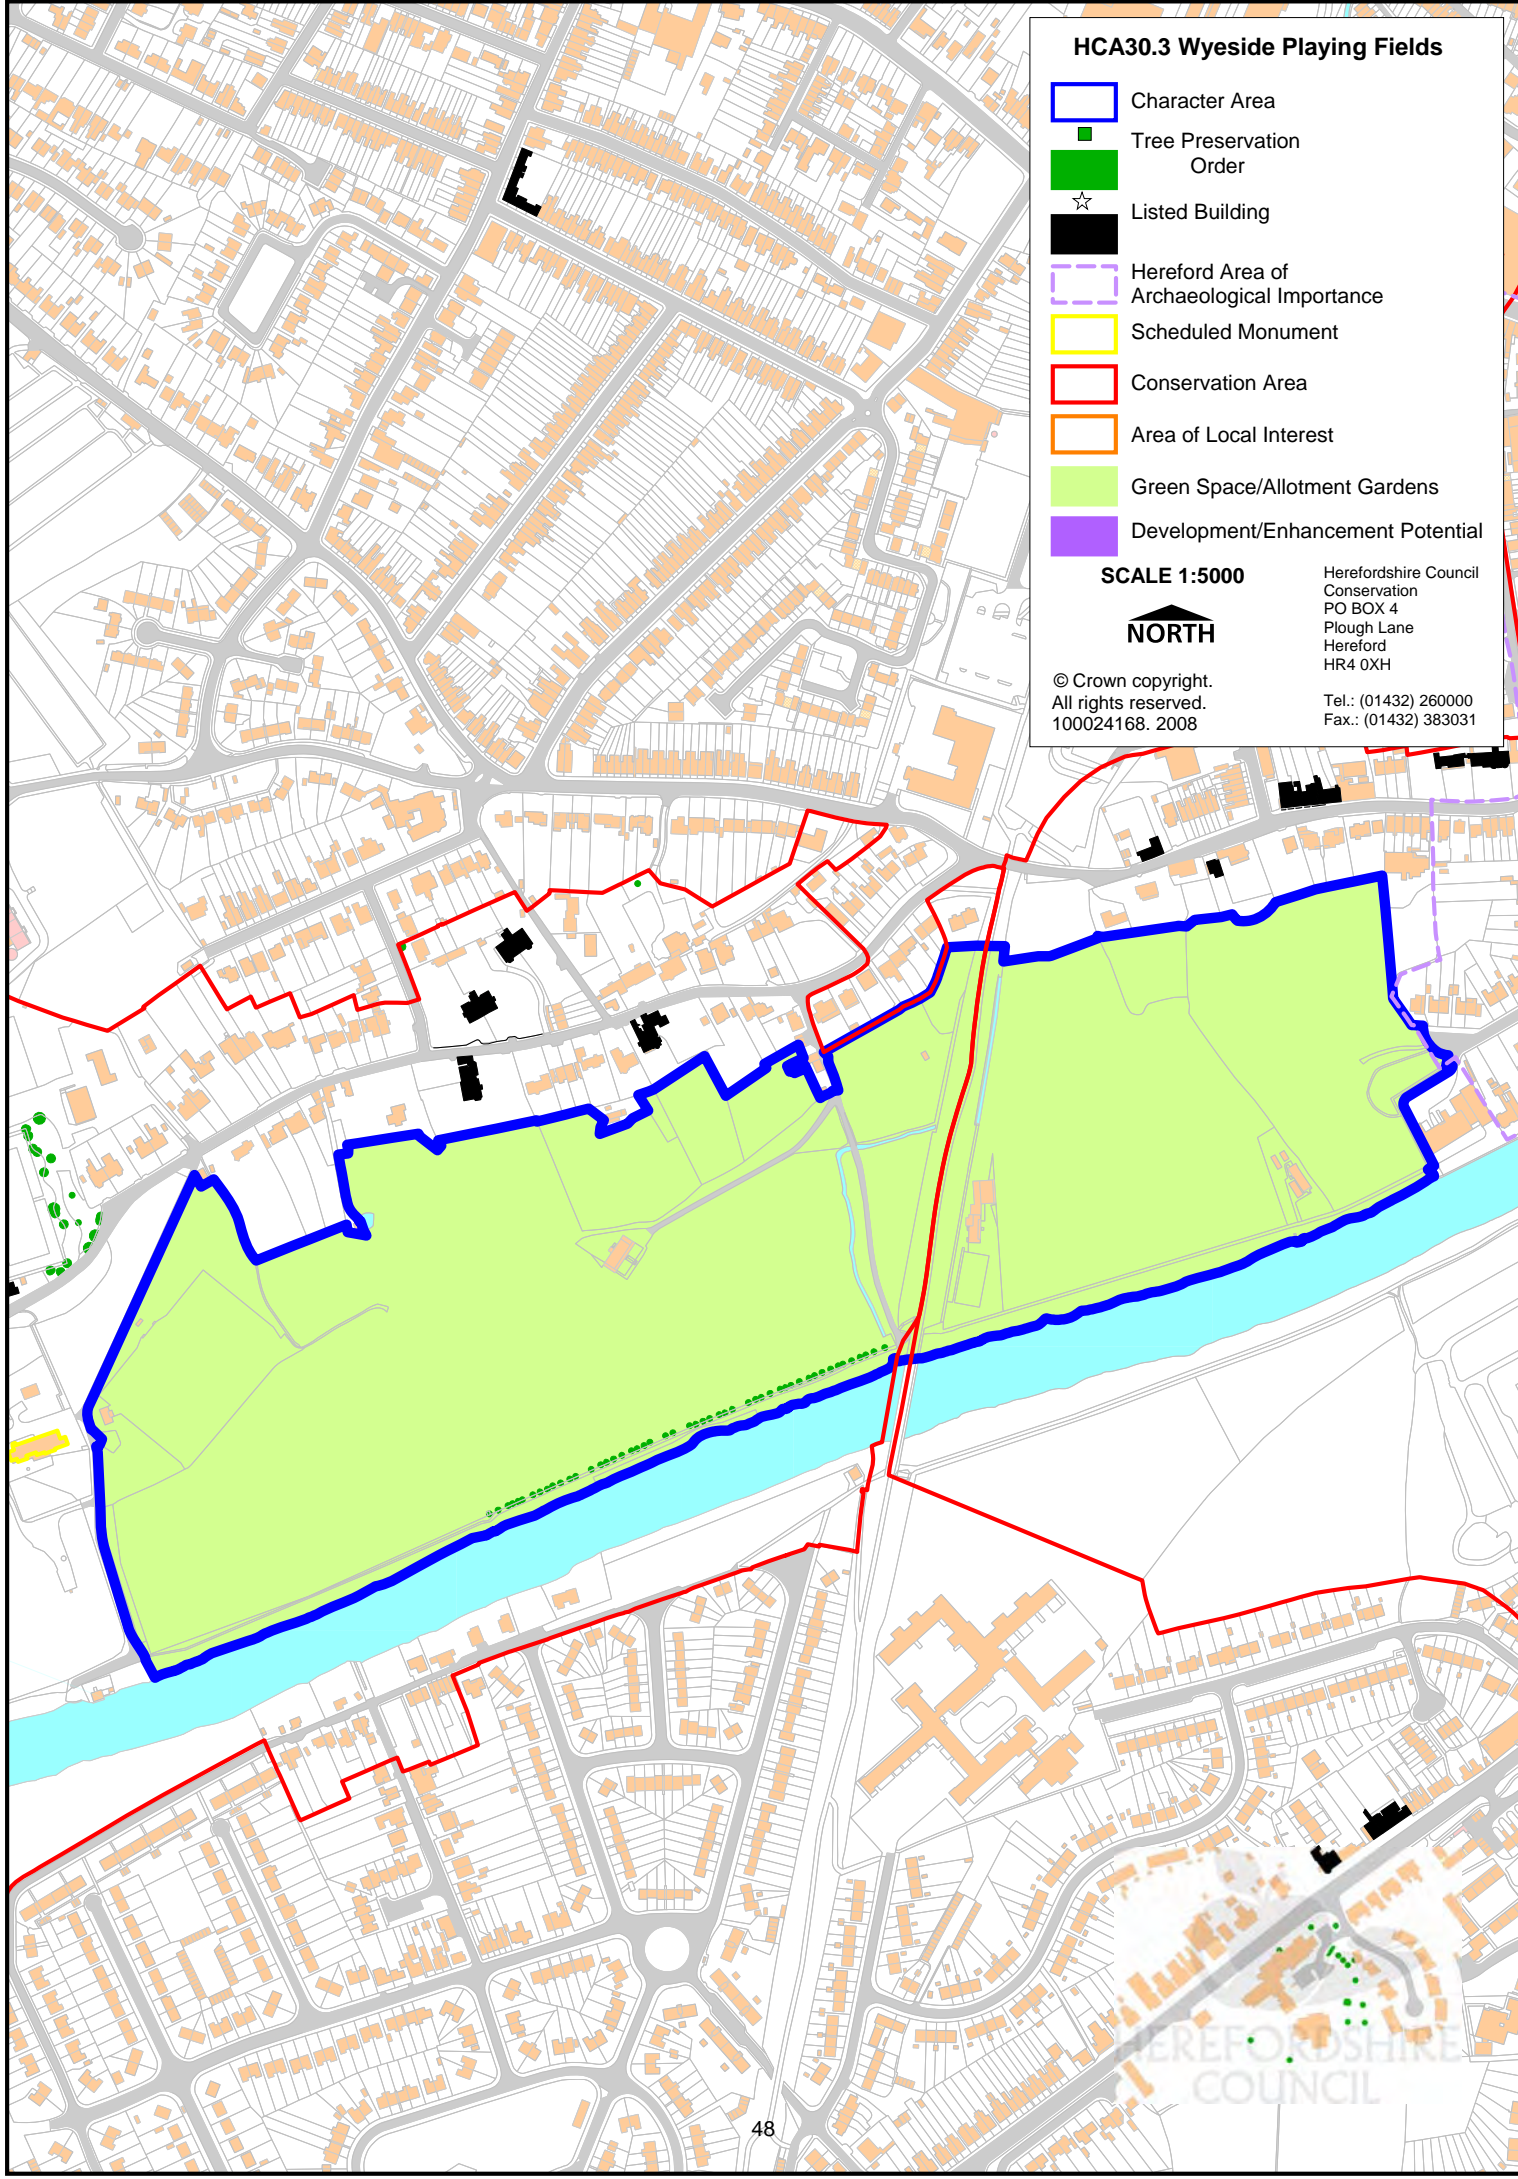 HCA30.3 Wyeside Playing Fields
Character Area
Tree Preservation
Order
Listed Building
Hereford Area of
Archaeological Importance
Scheduled Monument
Conservation Area
Area of Local Interest
Green Space/Allotment Gardens
Development/Enhancement Potential
SCALE 1:5000
NORTH
© Crown copyright.
All rights reserved.
100024168. 2008
Herefordshire Council
Conservation
PO BOX 4
Plough Lane
Hereford
HR4 0XH
Tel.: (01432) 260000
Fax.: (01432) 383031
HEREFORDSHIRE
COUNCIL
48